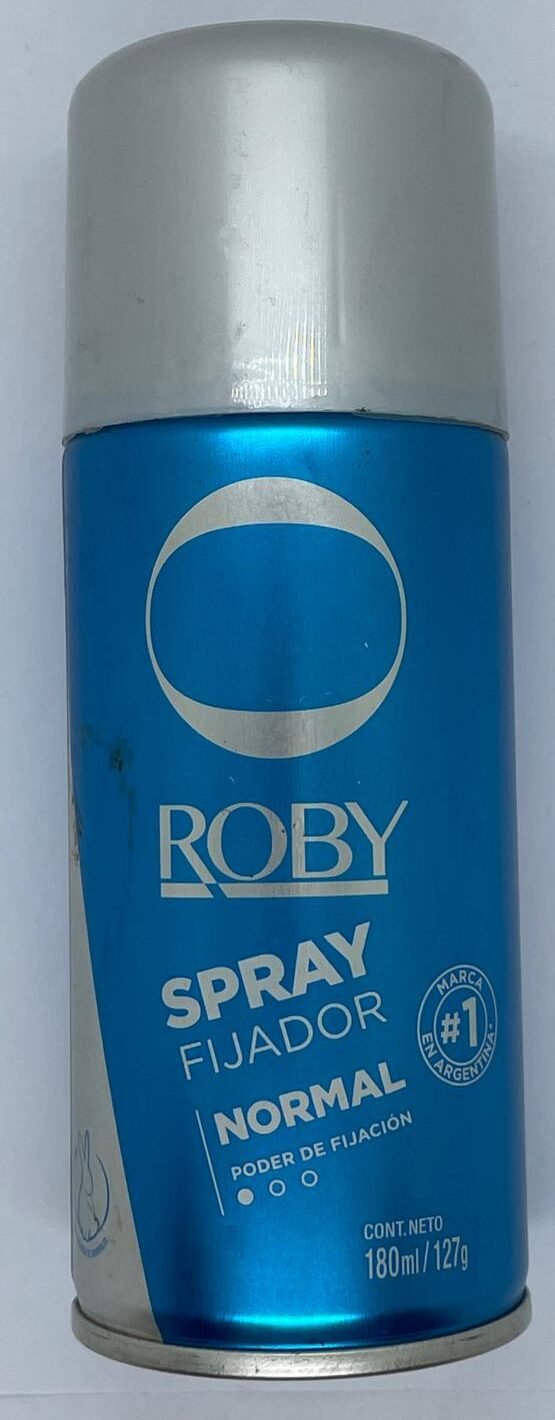 ROBY
SPRAY
FIJADOR
MARCA
#1
EN ARGENTINA*
NORMAL
PODER DE FIJACIÓN
CONT. NETO
180ml / 127g